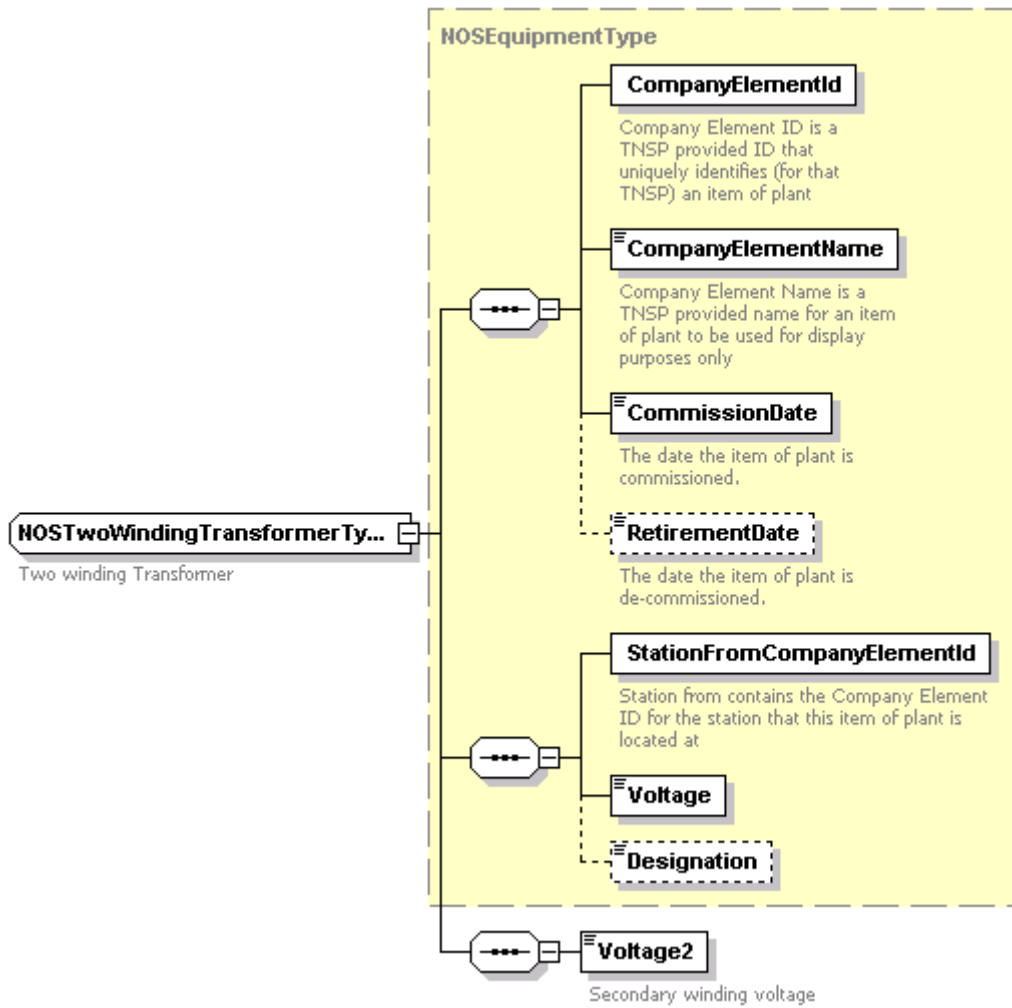 NOSEquipmentType
CompanyElementId
Company Element ID is a
TNSP provided ID that
uniquely identifies (for that
TNSP) an item of plant
CompanyElementName
Company Element Name is a
TNSP provided name for an item
of plant to be used for display
purposes only
CommissionDate
The date the item of plant is
commissioned.
RetirementDate
The date the item of plant is
de-commissioned.
NOSTwoWindingTransformerTy...
Two winding Transformer
StationFromCompanyElementId
Station from contains the Company Element
ID for the station that this item of plant is
located at
Voltage
Designation
Voltage2
Secondary winding voltage